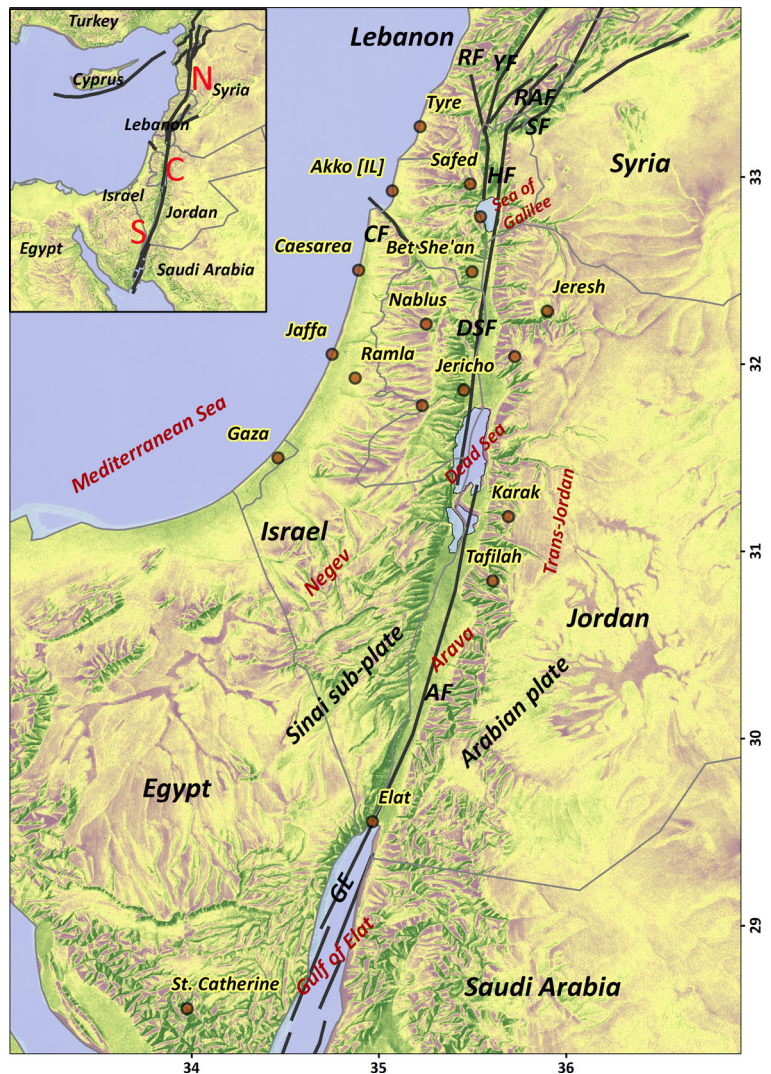 Turkey
Cyprus
N
Syria
Lebanon
C
Israel
Jordan
S
Egypt
Saudi Arabia
Lebanon
RF
YF
RAF
SF
Tyre
Syria
Akko [IL]
Safed
HF
Sea of
Galilee
33
CF
Caesarea
Bet She'an
Jeresh
Nablus
DSF
Jaffa
Ramla
Jericho
32
Mediterranean Sea
Gaza
Dead Sea
Karak
Trans-Jordan
Israel
Negev
Tafilah
31
Jordan
Sinai sub-plate
Arava
AF
Arabian plate
30
Egypt
Elat
GE
29
Gulf of Elat
St. Catherine
Saudi Arabia
34
35
36